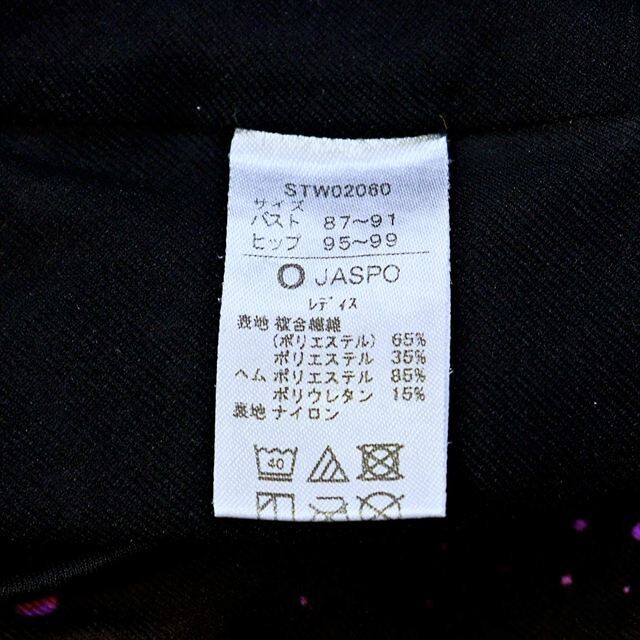 STW02060
サイズ
バスト 87～91
ヒップ 95～99
JASPO
レディス
表地 複合繊維
(ポリエステル) 65%
ポリエステル 35%
ヘム ポリエステル 85%
ポリウレタン 15%
裏地 ナイロン
40